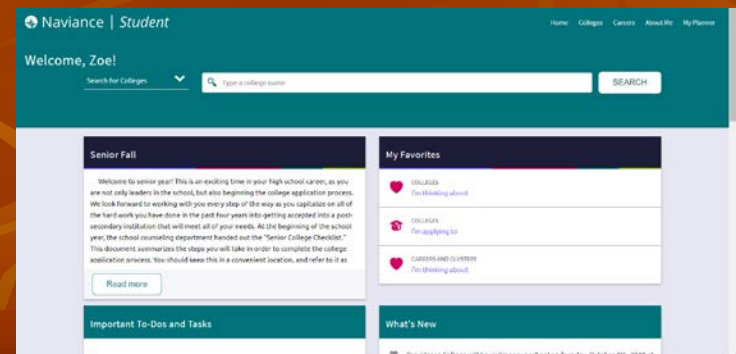 Naviance | Student
Home Colleges Careers About Me My Planner
Welcome, Zoe!
Search for Colleges
Type a college name
SEARCH
Senior Fall
Welcome to senior year! This is an exciting time in your high school career, as you
are not only leaders in the school, but also beginning the college application process.
We look forward to working with you every step of the way as you capitalize on all of
the hard work you have done in the past four years into getting accepted into a post-
secondary institution that will meet all of your needs. At the beginning of the school
year, the school counseling department handed out the "Senior College Checklist."
This document summarizes the steps you will take in order to complete the college
application process. You should keep this in a convenient location, and refer to it as
Read more
My Favorites
COLLEGES
I'm thinking about
COLLEGES
I'm applying to
CAREERS AND CLUSTERS
I'm thinking about
Important To-Dos and Tasks
What's New